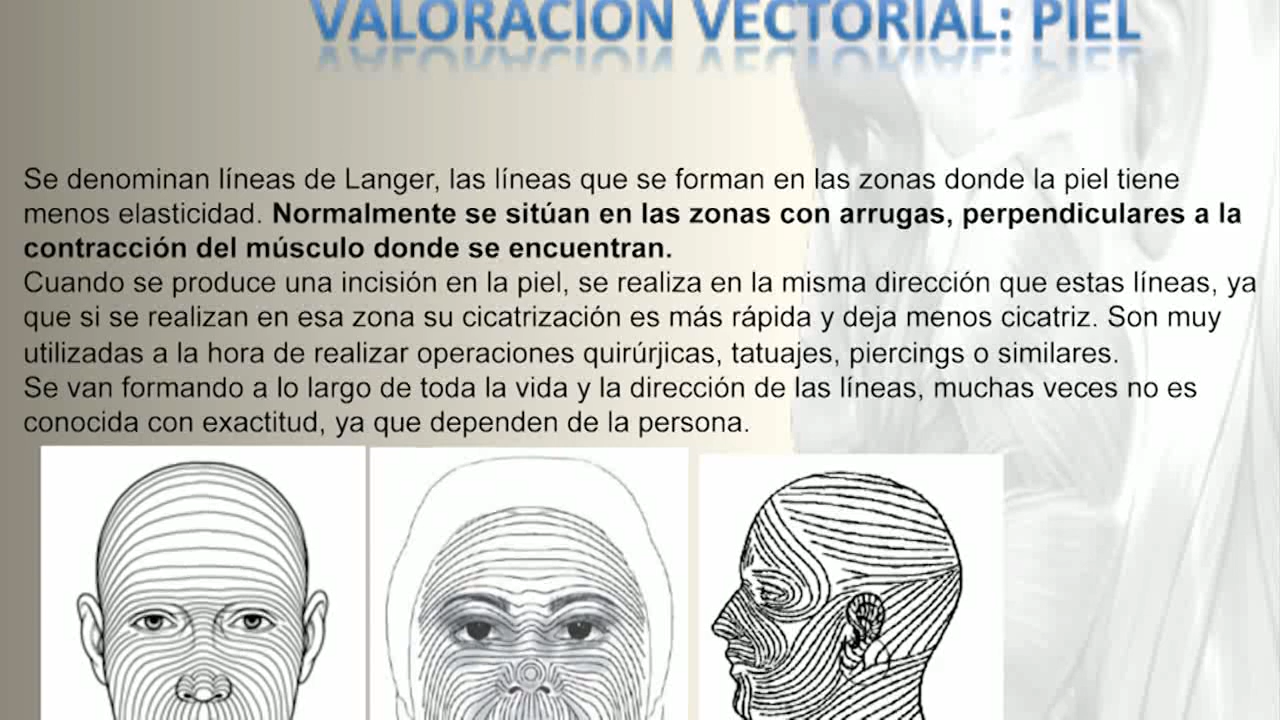 VALORACIÓN VECTORIAL: PIEL
Se denominan líneas de Langer, las líneas que se forman en las zonas donde la piel tiene
menos elasticidad. Normalmente se sitúan en las zonas con arrugas, perpendiculares a la
contracción del músculo donde se encuentran.
Cuando se produce una incisión en la piel, se realiza en la misma dirección que estas líneas, ya
que si se realizan en esa zona su cicatrización es más rápida y deja menos cicatriz. Son muy
utilizadas a la hora de realizar operaciones quirúrjicas, tatuajes, piercings o similares.
Se van formando a lo largo de toda la vida y la dirección de las líneas, muchas veces no es
conocida con exactitud, ya que dependen de la persona.